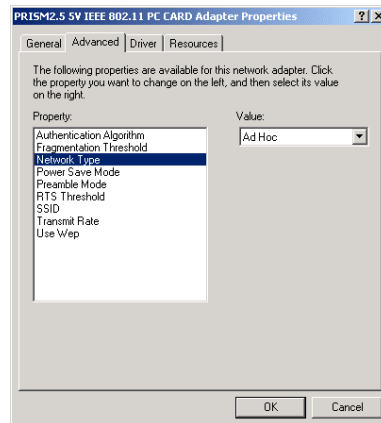 PRISM2.5 5V IEEE 802.11 PC CARD Adapter Properties
General Advanced Driver Resources
The following properties are available for this network adapter. Click
the property you want to change on the left, and then select its value
on the right.
Property:
Authentication Algorithm
Fragmentation Threshold
Network Type
Power Save Mode
Preamble Mode
RTS Threshold
SSID
Transmit Rate
Use Wep
Value:
Ad Hoc
OK Cancel